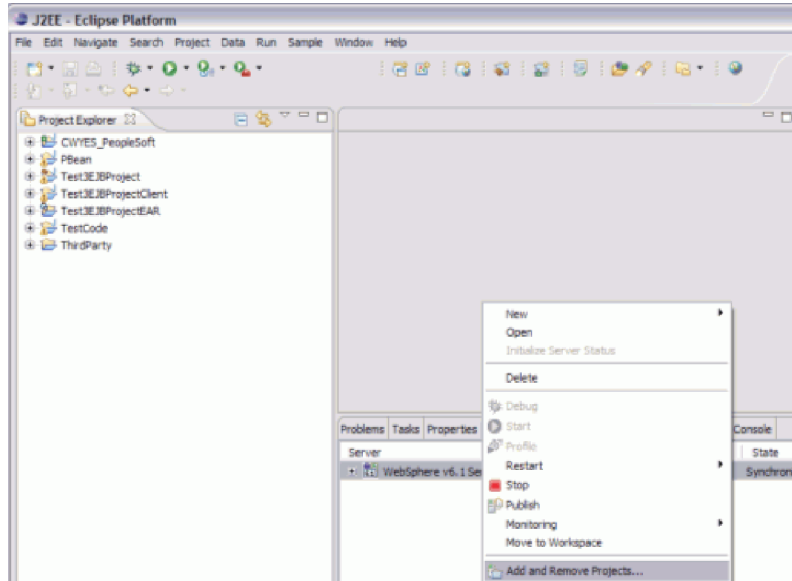 J2EE - Eclipse Platform
File Edit Navigate Search Project Data Run Sample Window Help
Project Explorer
CWYES_PeopleSoft
PBean
Test3EJBProject
Test3EJBProjectClient
Test3EJBProjectEAR
TestCode
ThirdParty
New
Open
Initialize Server Status
Delete
Debug
Start
Profile
Restart
Stop
Publish
Monitoring
Move to Workspace
Add and Remove Projects...
Problems Tasks Properties Console
Server State
WebSphere v6.1 Se Synchron